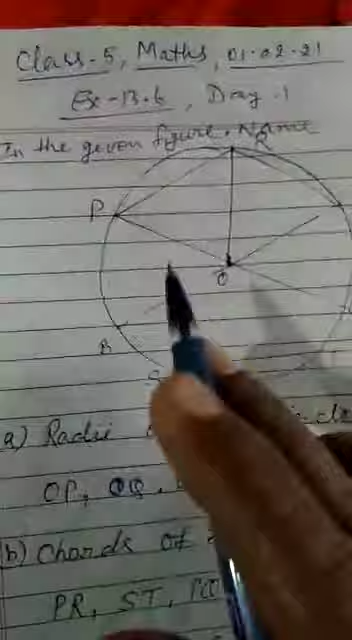 Class-5, Maths, 01.02.21
Ex-13.6, Day.1
In the given figure. Name
R
P
O
B
S
a) Radii
OP, OQ,
b) Chords of
PR, ST, PQ